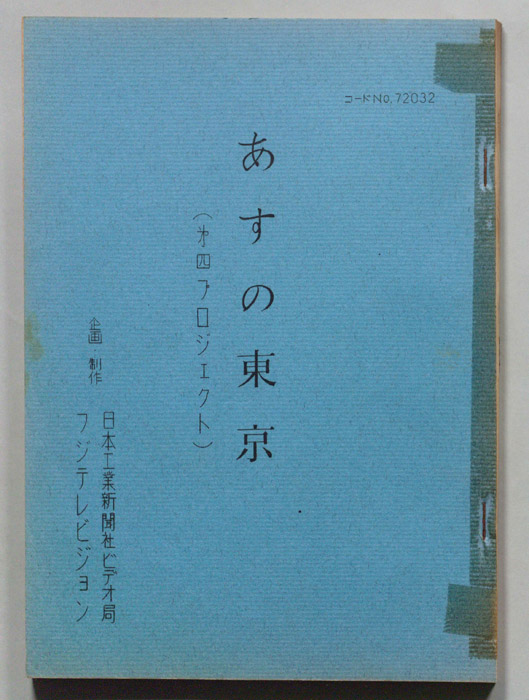 コードNo.72032
あすの東京
(第四プロジェクト)
企画 制作
日本工業新聞社ビデオ局
フジテレビジョン